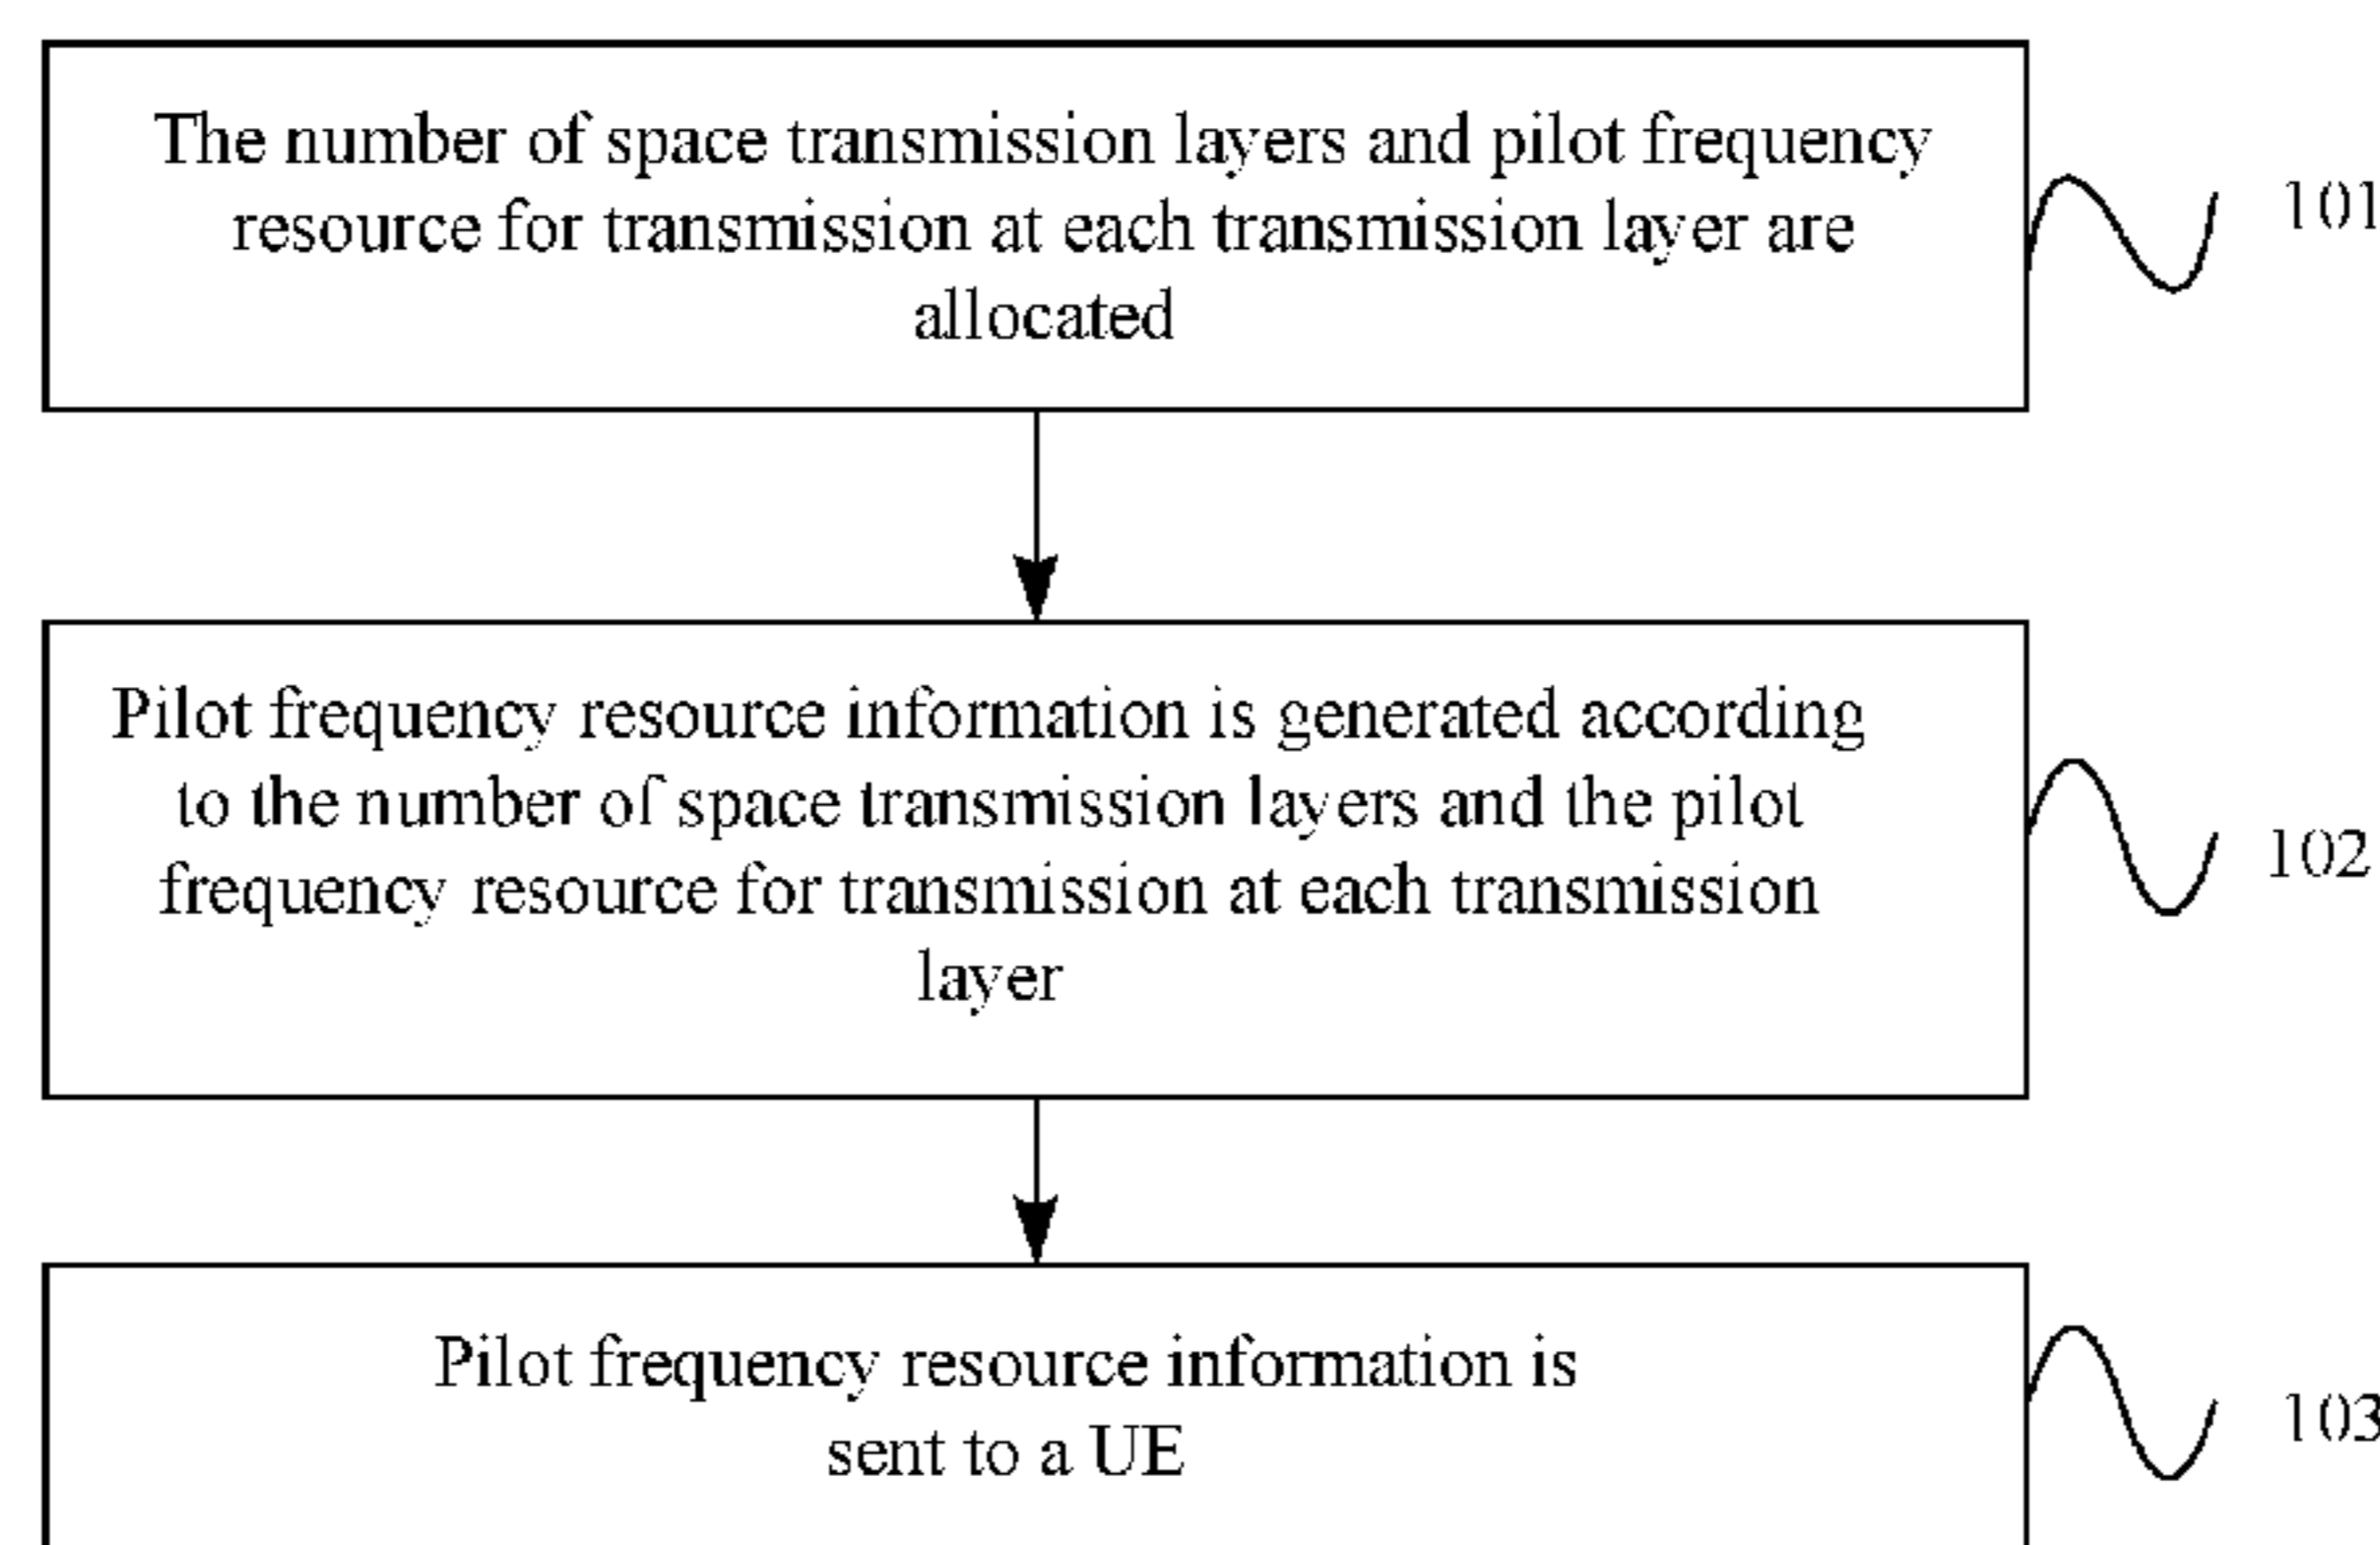 The number of space transmission layers and pilot frequency
resource for transmission at each transmission layer are
allocated
101
Pilot frequency resource information is generated according
to the number of space transmission layers and the pilot
frequency resource for transmission at each transmission
layer
102
Pilot frequency resource information is
sent to a UE
103